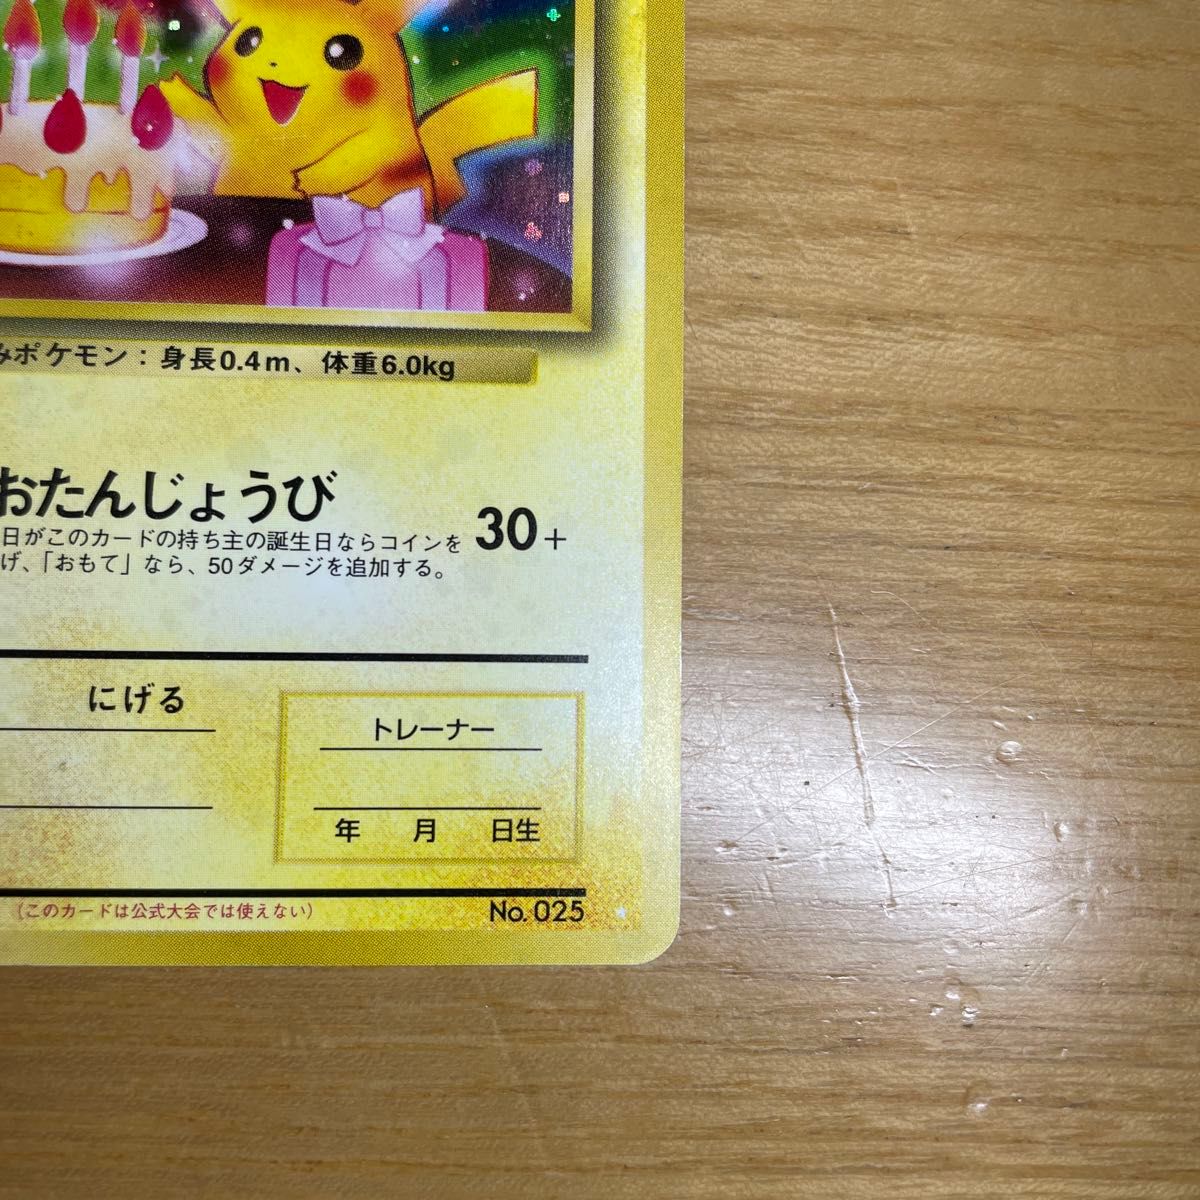 みポケモン：身長0.4m、体重6.0kg
おたんじょうび
30+
日がこのカードの持ち主の誕生日ならコインを
げ、「おもて」なら、50ダメージを追加する。
にげる
トレーナー
年 月 日生
（このカードは公式大会では使えない）
No. 025